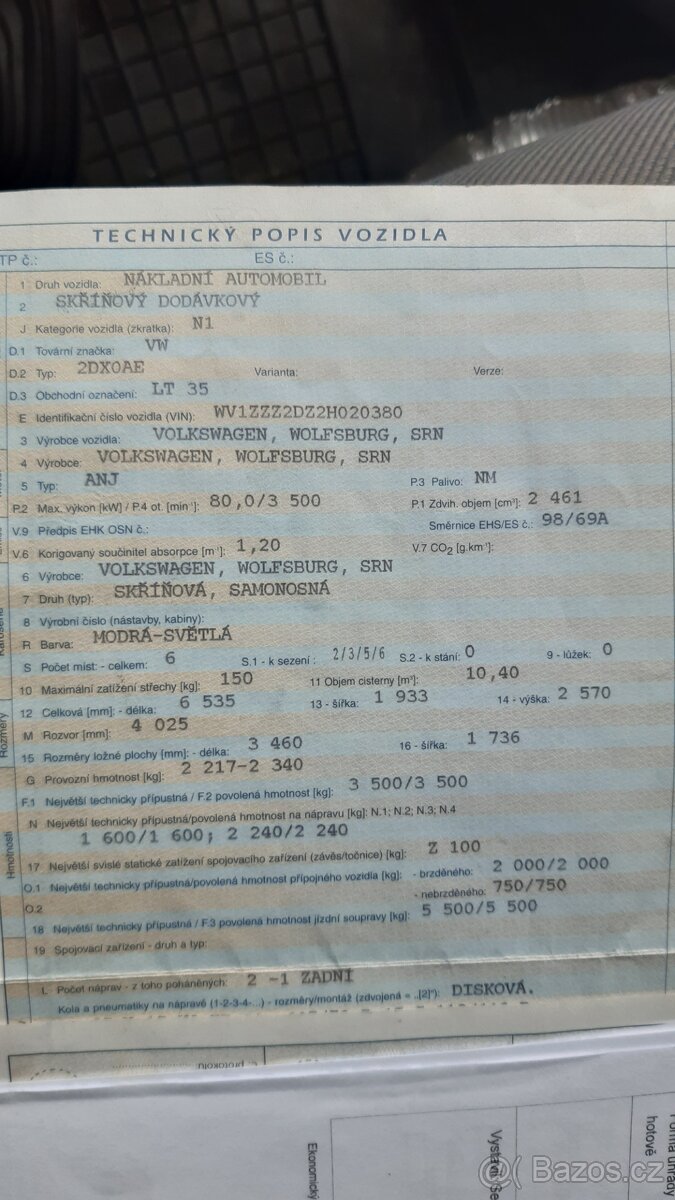 TECHNICKÝ POPIS VOZIDLA
TP č.: ES č.:
1 Druh vozidla: NÁKLADNÍ AUTOMOBIL
2 SKŘÍŇOVÝ DODÁVKOVÝ
J Kategorie vozidla (zkratka): N1
D.1 Tovární značka: VW
D.2 Typ: 2DX0AE Varianta: Verze:
D.3 Obchodní označení: LT 35
E Identifikační číslo vozidla (VIN): WV1ZZZ2DZ2H020380
3 Výrobce vozidla: VOLKSWAGEN, WOLFSBURG, SRN
4 Výrobce: VOLKSWAGEN, WOLFSBURG, SRN
5 Typ: ANJ P.3 Palivo: NM
P.2 Max. výkon [kW] / P.4 ot. [min⁻¹]: 80,0/3 500 P.1 Zdvih. objem [cm³]: 2 461
V.9 Předpis EHK OSN č.: Směrnice EHS/ES č.: 98/69A
V.6 Korigovaný součinitel absorpce [m⁻¹]: 1,20 V.7 CO₂ [g.km⁻¹]:
6 Výrobce: VOLKSWAGEN, WOLFSBURG, SRN
7 Druh (typ): SKŘÍŇOVÁ, SAMONOSNÁ
8 Výrobní číslo (nástavby, kabiny):
R Barva: MODRÁ-SVĚTLÁ
S Počet míst: - celkem: 6 S.1 - k sezení : 2/3/5/6 S.2 - k stání: 0 9 - lůžek: 0
10 Maximální zatížení střechy [kg]: 150 11 Objem cisterny [m³]: 10,40
12 Celková [mm]: - délka: 6 535 13 - šířka: 1 933 14 - výška: 2 570
M Rozvor [mm]: 4 025
15 Rozměry ložné plochy [mm]: - délka: 3 460 16 - šířka: 1 736
G Provozní hmotnost [kg]: 2 217-2 340
F.1 Největší technicky přípustná / F.2 povolená hmotnost [kg]: 3 500/3 500
N Největší technicky přípustná/povolená hmotnost na nápravu [kg]: N.1; N.2; N.3; N.4
1 600/1 600; 2 240/2 240
17 Největší svislé statické zatížení spojovacího zařízení (závěs/točnice) [kg]: Z 100
O.1 Největší technicky přípustná/povolená hmotnost přípojného vozidla [kg]: - brzděného: 2 000/2 000
O.2 - nebrzděného: 750/750
18 Největší technicky přípustná / F.3 povolená hmotnost jízdní soupravy [kg]: 5 500/5 500
19 Spojovací zařízení - druh a typ:
L Počet náprav - z toho poháněných: 2 -1 ZADNÍ
Kola a pneumatiky na nápravě (1-2-3-4-...) - rozměry/montáž (zdvojená = „[2]"): DISKOVÁ.
Rozměry
Hmotnosti
protokolu
Ekonomický
hotově
@ Bazos.cz